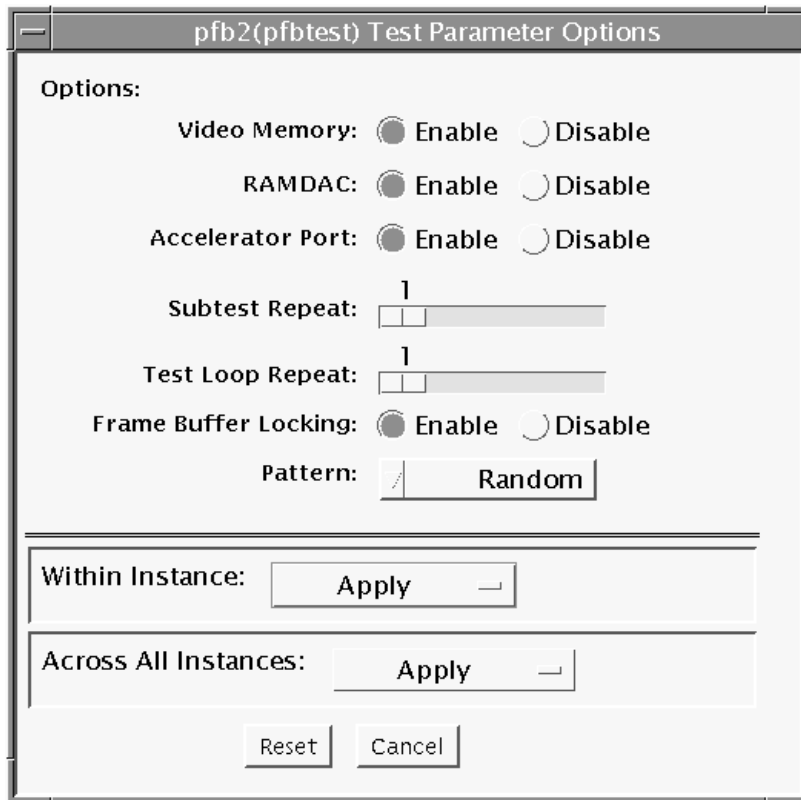 pfb2(pfbtest) Test Parameter Options
Options:
Video Memory: Enable Disable
RAMDAC: Enable Disable
Accelerator Port: Enable Disable
1
Subtest Repeat:
1
Test Loop Repeat:
Frame Buffer Locking: Enable Disable
Pattern: Random
Within Instance: Apply
Across All Instances: Apply
Reset Cancel